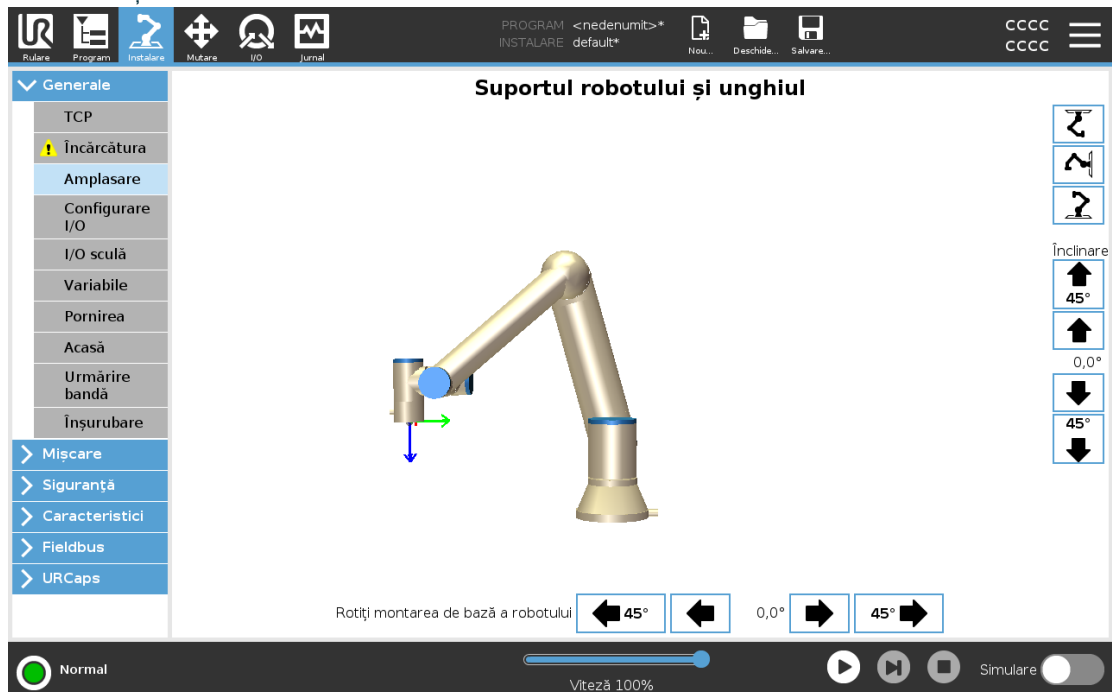 PROGRAM <nedenumit>*
INSTALARE default*
CCCC
CCCC
Rulare Program Instalare Mutare I/O Jurnal Nou... Deschide... Salvare...
Generale
TCP
Încărcătura
Amplasare
Configurare
I/O
I/O sculă
Variabile
Pornirea
Acasă
Urmărire
bandă
Înșurubare
Mișcare
Siguranță
Caracteristici
Fieldbus
URCaps
Suportul robotului și unghiul
Înclinare
45°
0,0°
45°
Rotiți montarea de bază a robotului 45° 0,0° 45°
Normal
Viteză 100%
Simulare